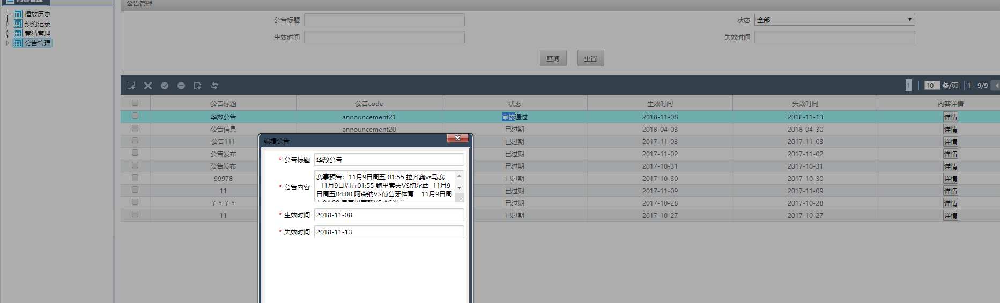 内容管理
播放历史
预约记录
竞猜管理
公告管理
公告管理
公告标题
状态 全部
生效时间
失效时间
查询 重置
1 10 条/页 1 - 9/9
公告标题 公告code 状态 生效时间 失效时间 内容详情
华数公告 announcement21 审核通过 2018-11-08 2018-11-13 详情
公告信息 announcement20 已过期 2018-04-03 2018-04-30 详情
公告111 已过期 2017-11-03 2017-11-03 详情
公告发布 已过期 2017-11-02 2017-11-02 详情
公告发布 已过期 2017-10-31 2017-10-31 详情
99978 已过期 2017-10-30 2017-10-30 详情
11 已过期 2017-11-09 2017-11-09 详情
￥￥￥￥ 已过期 2017-10-28 2017-10-28 详情
11 已过期 2017-10-27 2017-10-27 详情
编辑公告
* 公告标题 华数公告
* 公告内容
赛事预告：11月9日周五 01:55 拉齐奥vs马赛
11月9日周五01:55 鲍里索夫VS切尔西 11月9
日周五04:00 阿森纳VS葡萄牙体育 11月9日周
* 生效时间 2018-11-08
* 失效时间 2018-11-13